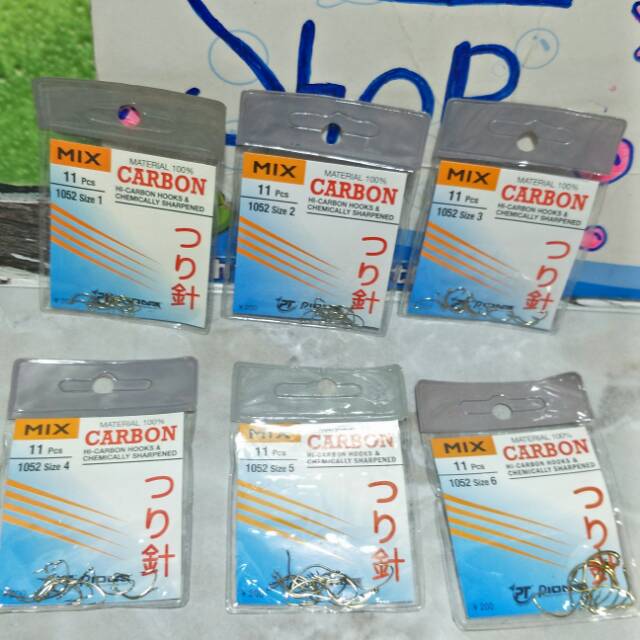 STOP
MIX
MATERIAL 100%
CARBON
11 Pcs
1052 Size 1
HI-CARBON HOOKS &
CHEMICALLY SHARPENED
つり針
MIX
MATERIAL 100%
CARBON
11 Pcs
1052 Size 2
HI-CARBON HOOKS &
CHEMICALLY SHARPENED
つり針
MIX
MATERIAL 100%
CARBON
11 Pcs
1052 Size 3
HI-CARBON HOOKS &
CHEMICALLY SHARPENED
つり針
MIX
MATERIAL 100%
CARBON
11 Pcs
1052 Size 4
HI-CARBON HOOKS &
CHEMICALLY SHARPENED
つり針
MIX
CARBON
11 Pcs
1052 Size 5
HI-CARBON HOOKS &
CHEMICALLY SHARPENED
つり針
MIX
MATERIAL 100%
CARBON
11 Pcs
1052 Size 6
HI-CARBON HOOKS &
CHEMICALLY SHARPENED
つり針
¥ 200